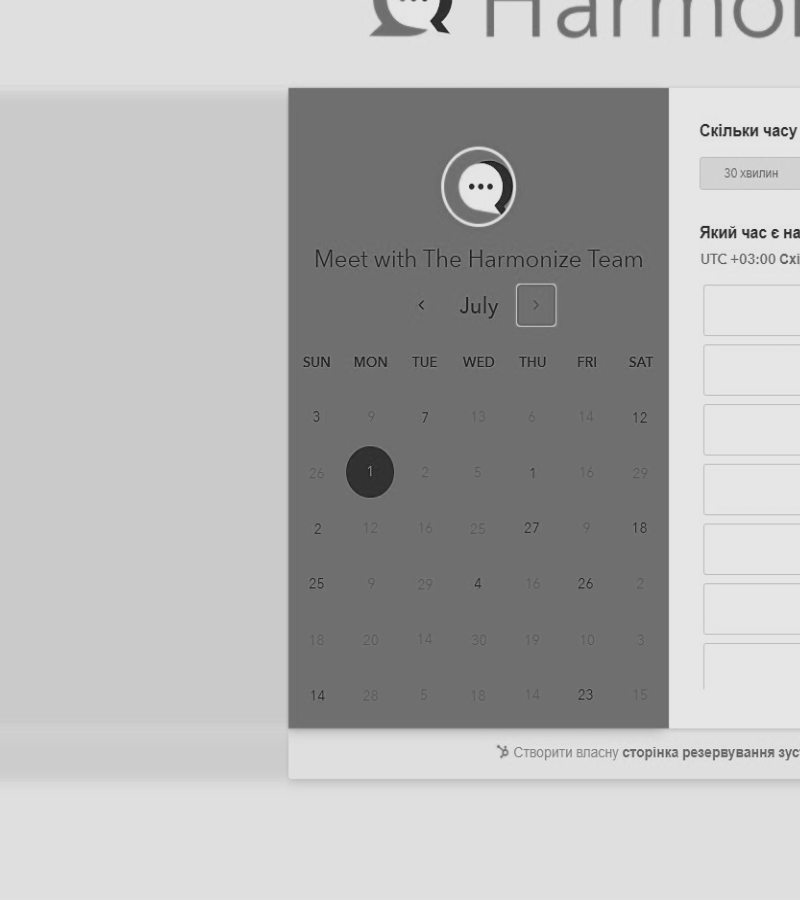 Harmon
Meet with The Harmonize Team
July
SUN MON TUE WED THU FRI SAT
3 9 7 13 6 14 12
26 1 2 5 1 16 29
2 12 16 25 27 9 18
25 9 29 4 16 26 2
18 20 14 30 19 10 3
14 28 5 18 14 23 15
Скільки часу
30 хвилин
Який час є на
UTC +03:00 Схі
Створити власну сторінка резервування зус